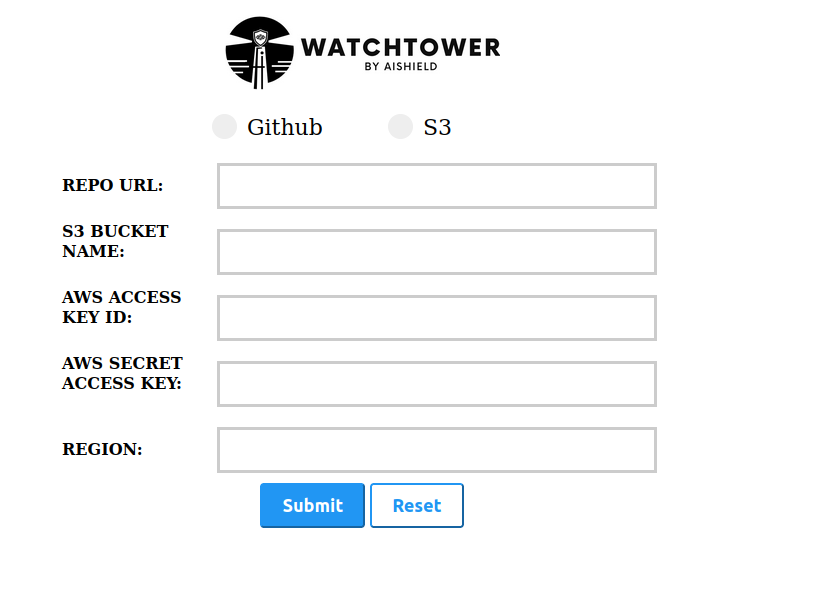 WATCHTOWER
BY AISHIELD
Github S3
REPO URL:
S3 BUCKET
NAME:
AWS ACCESS
KEY ID:
AWS SECRET
ACCESS KEY:
REGION:
Submit Reset